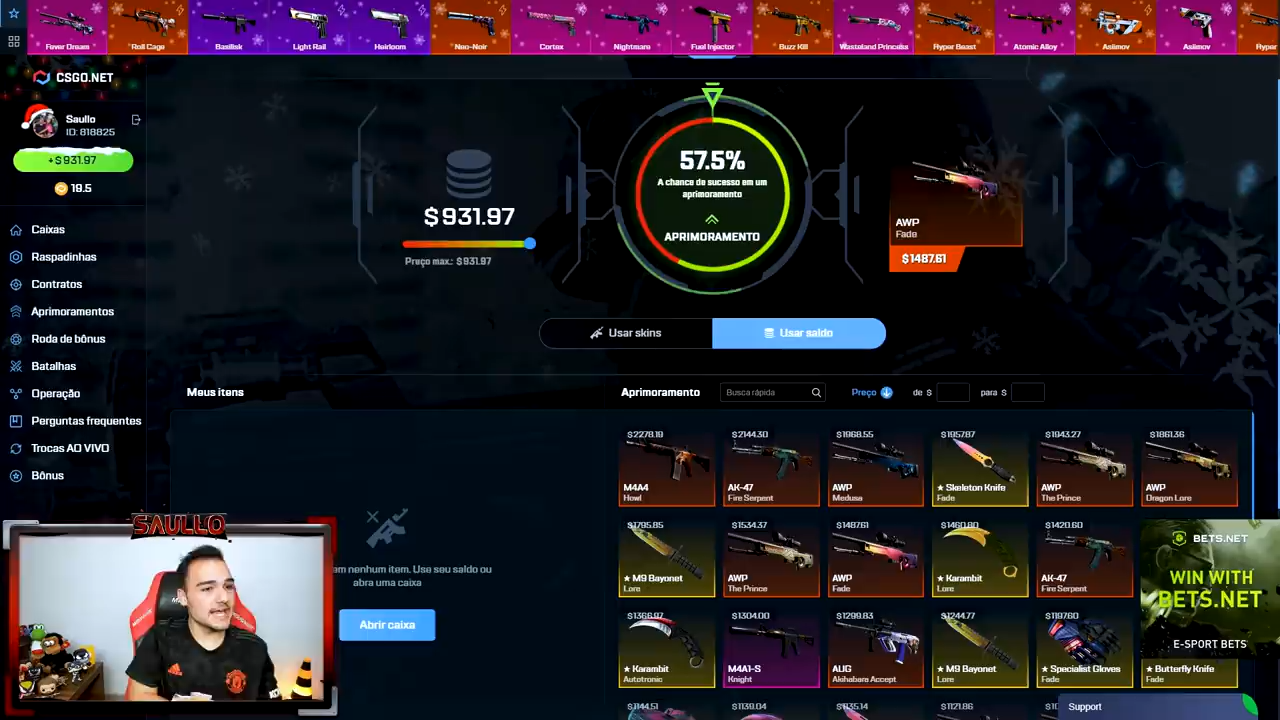 Fever Dream
Roll Cage
Basilisk
Light Rail
Heirloom
Neo-Noir
Cortex
Nightmare
Fuel Injector
Buzz Kill
Wasteland Princess
Hyper Beast
Atomic Alloy
Asiimov
Asiimov
Hyper
CSGO.NET
Saullo
ID: 818825
+$931.97
19.5
Caixas
Raspadinhas
Contratos
Aprimoramentos
Roda de bônus
Batalhas
Operação
Perguntas frequentes
Trocas AO VIVO
Bônus
$931.97
Preço max.: $931.97
57.5%
A chance de sucesso em um
aprimoramento
APRIMORAMENTO
AWP
Fade
$1487.61
Usar skins
Usar saldo
Meus itens
em nenhum item. Use seu saldo ou
abra uma caixa
Abrir caixa
Aprimoramento
Busca rápida
Preço
de $
para $
$2278.19
M4A4
Howl
$2144.30
AK-47
Fire Serpent
$1968.55
AWP
Medusa
$1957.87
★ Skeleton Knife
Fade
$1943.27
AWP
The Prince
$1861.36
AWP
Dragon Lore
$1795.85
★ M9 Bayonet
Lore
$1534.37
AWP
The Prince
$1487.61
AWP
Fade
$1460.80
★ Karambit
Lore
$1420.60
AK-47
Fire Serpent
$1366.97
★ Karambit
Autotronic
$1304.00
M4A1-S
Knight
$1299.83
AUG
Akihabara Accept
$1244.77
★ M9 Bayonet
Lore
$1197.60
★ Specialist Gloves
Fade
★ Butterfly Knife
Fade
BETS.NET
WIN WITH
BETS.NET
E-SPORT BETS
Support
SAULLO